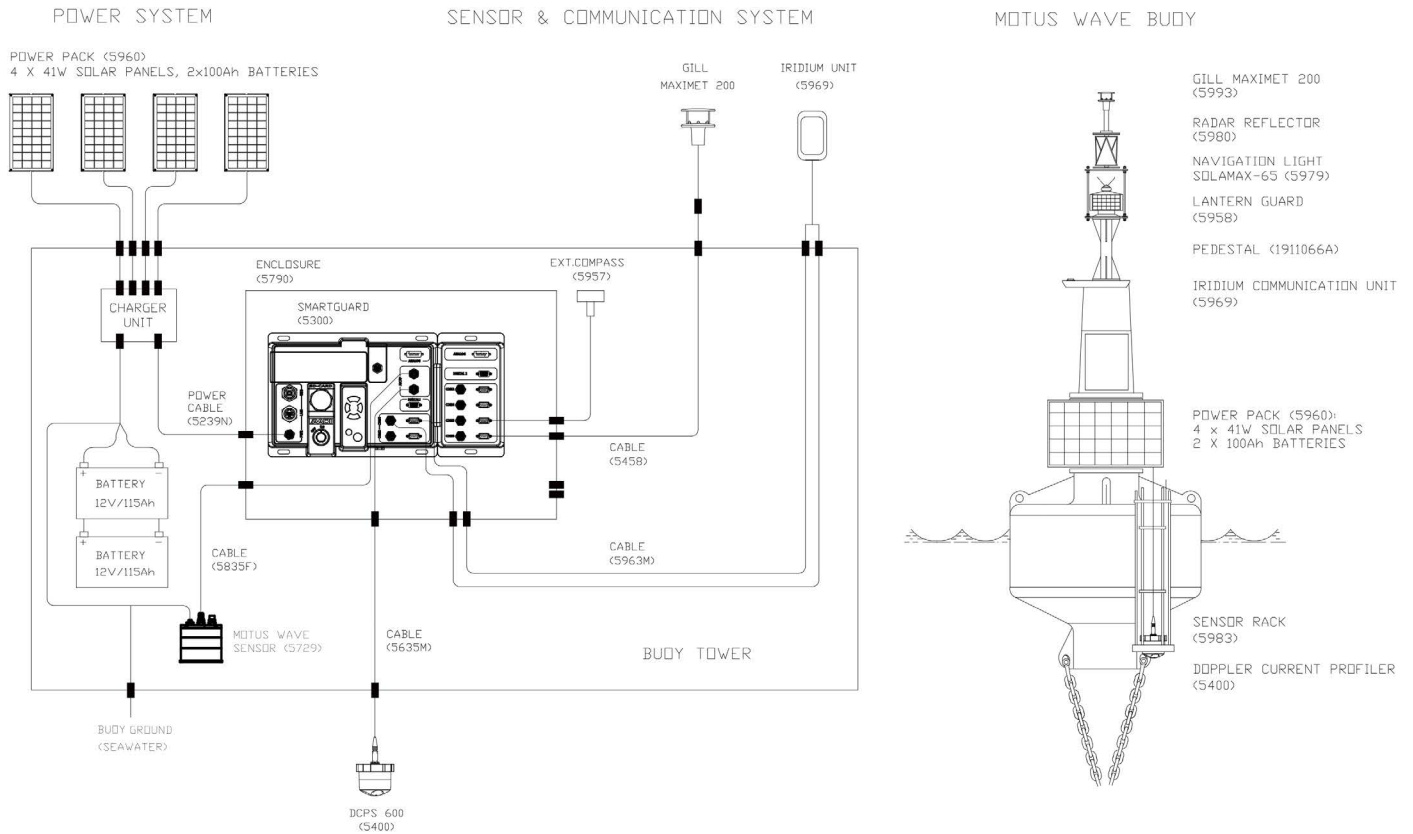 POWER SYSTEM
SENSOR & COMMUNICATION SYSTEM
MOTUS WAVE BUOY
POWER PACK (5960)
4 X 41W SOLAR PANELS, 2x100Ah BATTERIES
GILL
MAXIMET 200
IRIDIUM UNIT
(5969)
CHARGER
UNIT
ENCLOSURE
(5790)
SMARTGUARD
(5300)
EXT.COMPASS
(5957)
POWER
CABLE
(5239N)
CABLE
(5458)
+ -
BATTERY
12V/115Ah
+ -
BATTERY
12V/115Ah
CABLE
(5835F)
CABLE
(5963M)
MOTUS WAVE
SENSOR (5729)
CABLE
(5635M)
BUOY TOWER
BUOY GROUND
(SEAWATER)
DCPS 600
(5400)
GILL MAXIMET 200
(5993)
RADAR REFLECTOR
(5980)
NAVIGATION LIGHT
SOLAMAX-65 (5979)
LANTERN GUARD
(5958)
PEDESTAL (1911066A)
IRIDIUM COMMUNICATION UNIT
(5969)
POWER PACK (5960):
4 x 41W SOLAR PANELS
2 X 100Ah BATTERIES
SENSOR RACK
(5983)
DOPPLER CURRENT PROFILER
(5400)